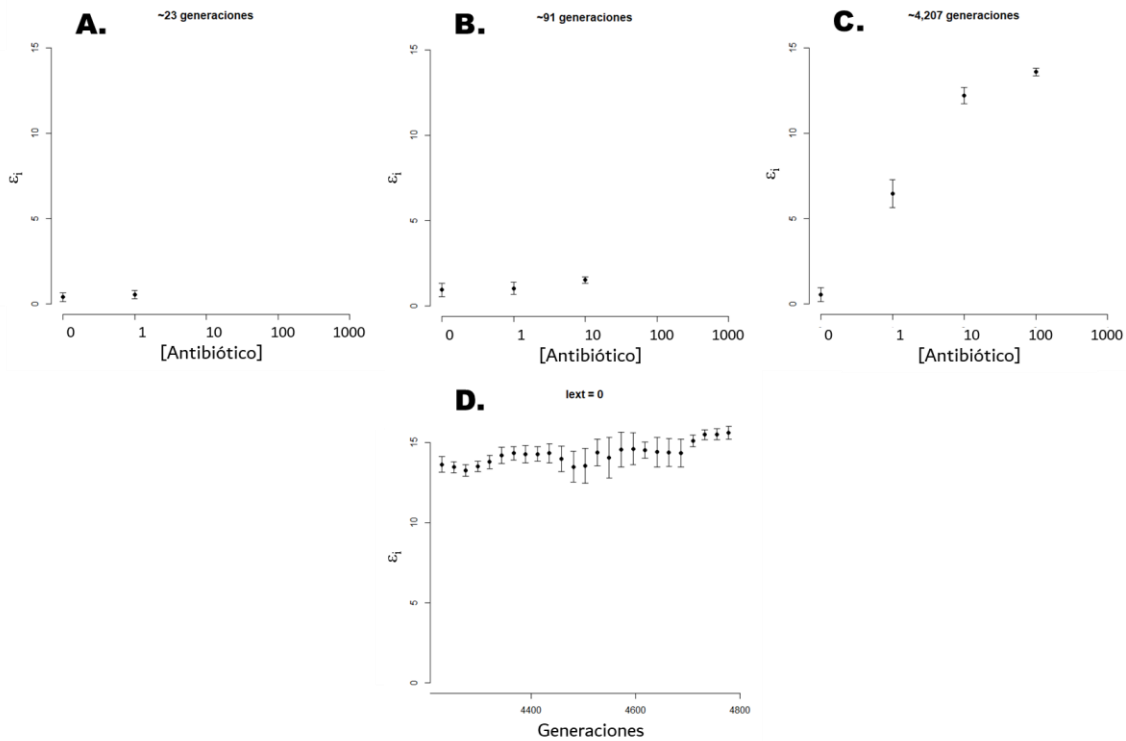 A.
~23 generaciones
15
10
5
0
εi
0 1 10 100 1000
[Antibiótico]
B.
~91 generaciones
15
10
5
0
εi
0 1 10 100 1000
[Antibiótico]
C.
~4,207 generaciones
15
10
5
0
εi
0 1 10 100 1000
[Antibiótico]
D.
Iext = 0
15
10
5
0
εi
4400 4600 4800
Generaciones